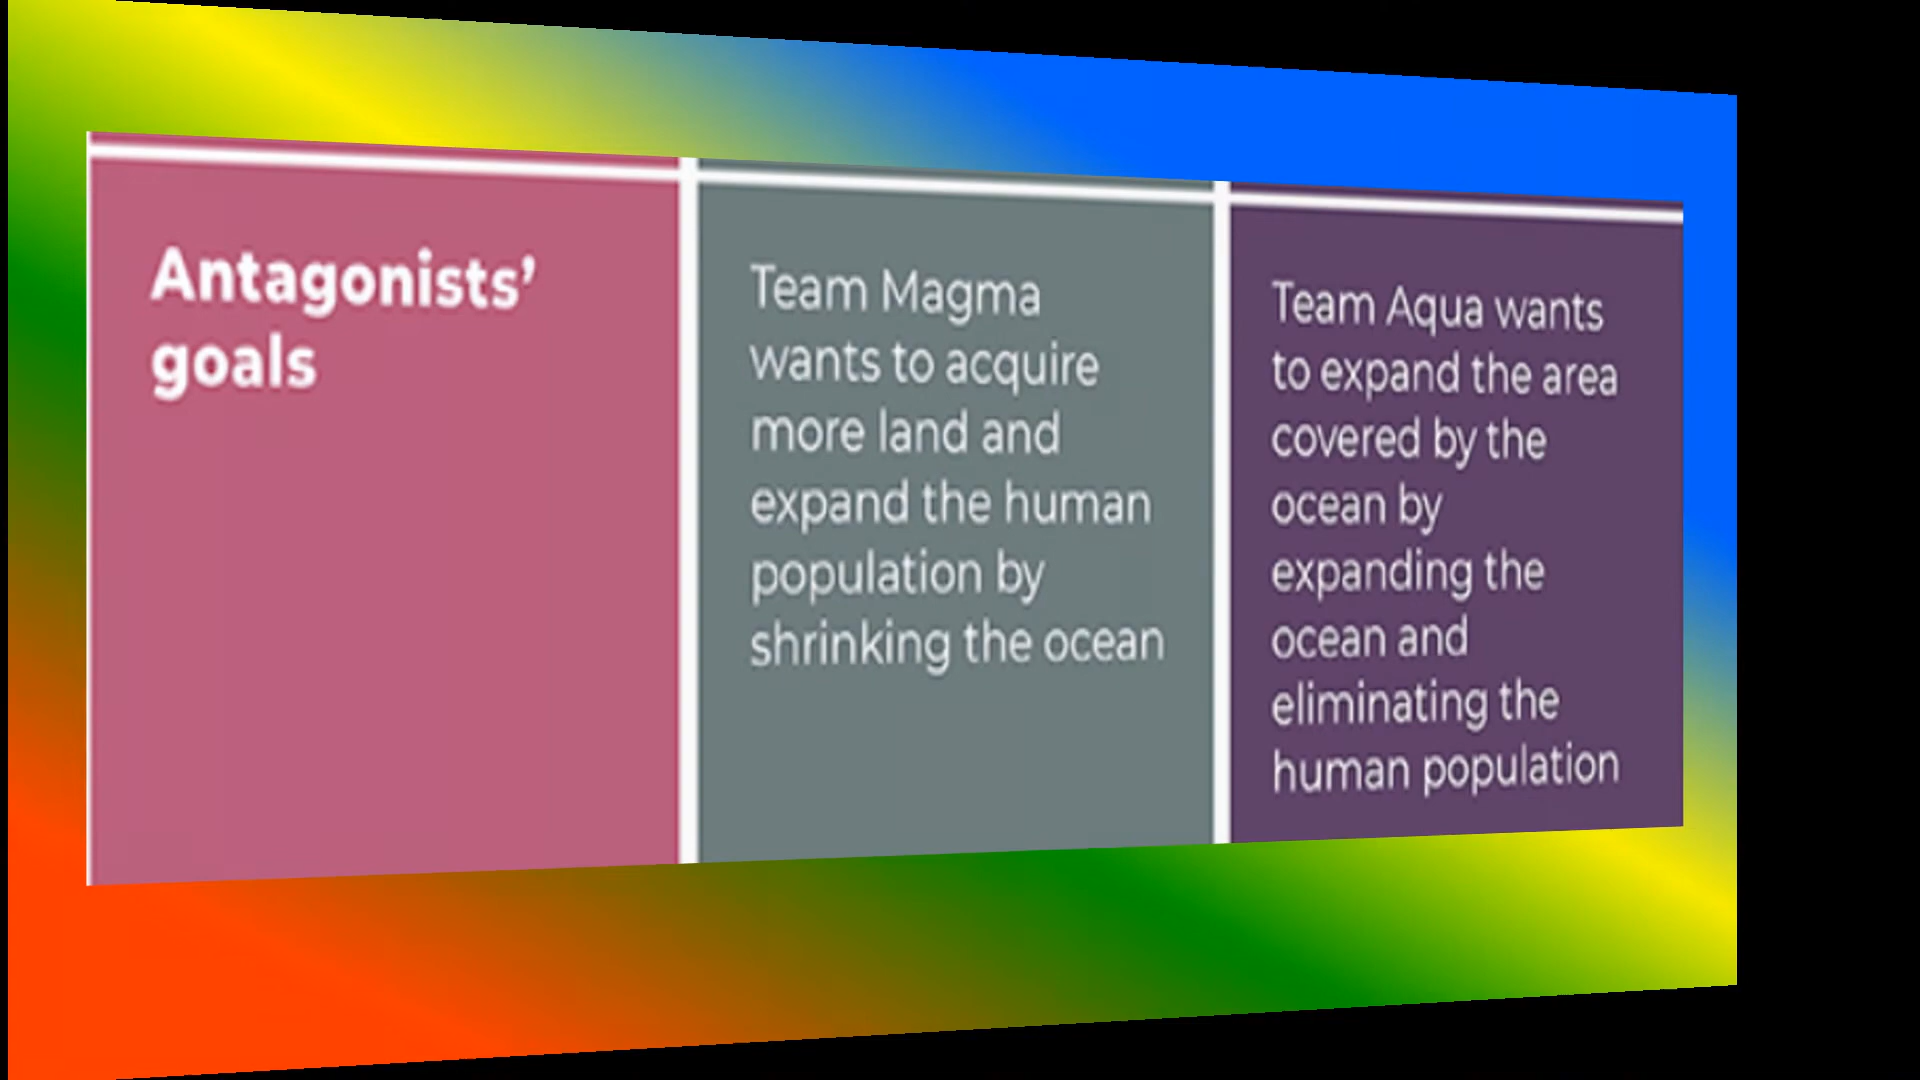 Antagonists’
goals
Team Magma
wants to acquire
more land and
expand the human
population by
shrinking the ocean
Team Aqua wants
to expand the area
covered by the
ocean by
expanding the
ocean and
eliminating the
human population